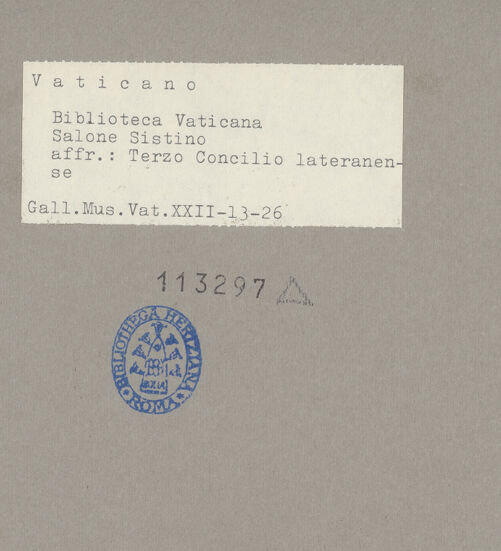 Vaticano
Biblioteca Vaticana
Salone Sistino
affr.: Terzo Concilio lateranen-
se
Gall.Mus.Vat.XXII-13-26
113297
BIBLIOTHECA HERTZIANA
ROMA